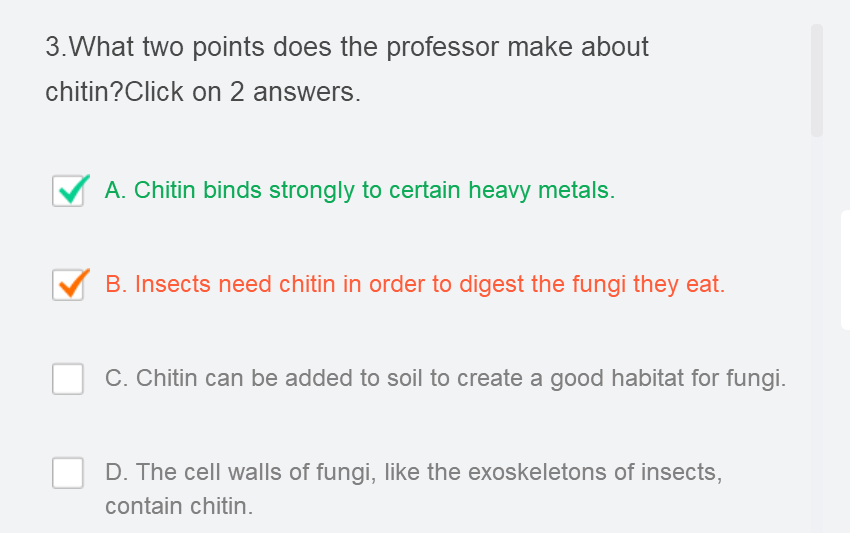 3.What two points does the professor make about
chitin?Click on 2 answers.
A. Chitin binds strongly to certain heavy metals.
B. Insects need chitin in order to digest the fungi they eat.
C. Chitin can be added to soil to create a good habitat for fungi.
D. The cell walls of fungi, like the exoskeletons of insects,
contain chitin.